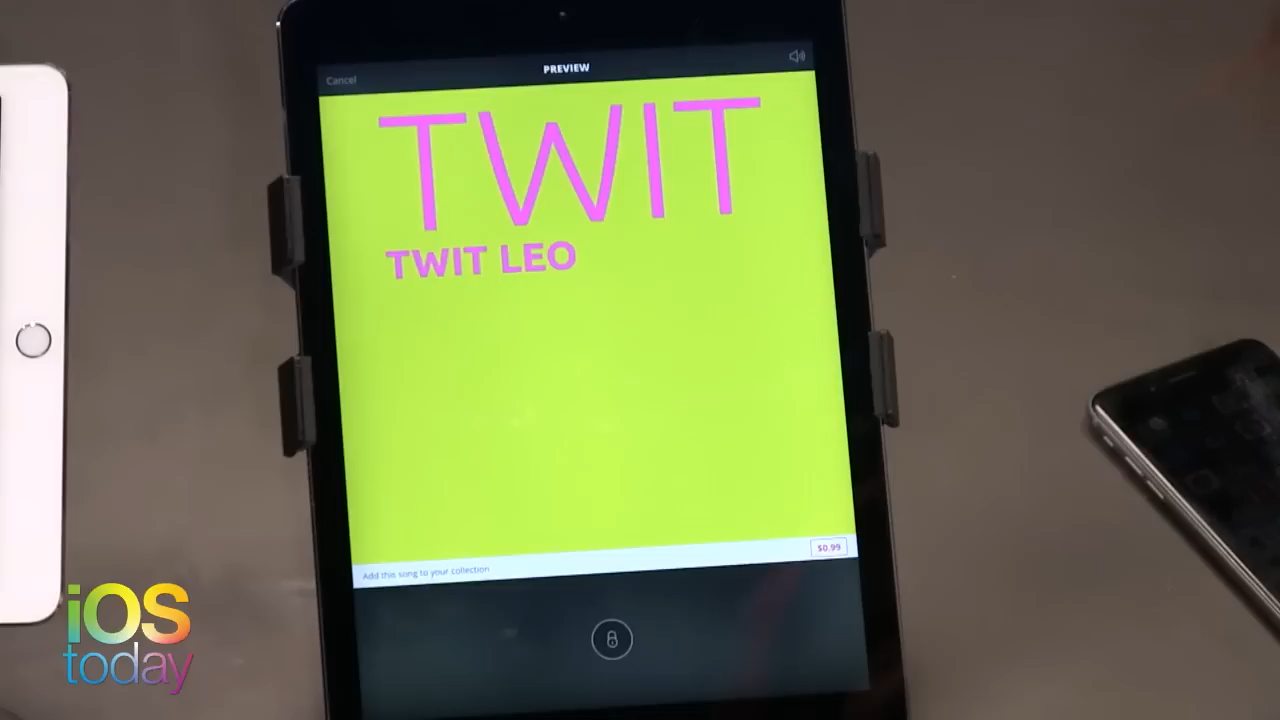 Cancel
PREVIEW
TWIT
TWIT LEO
Add this song to your collection
$0.99
iOS
today